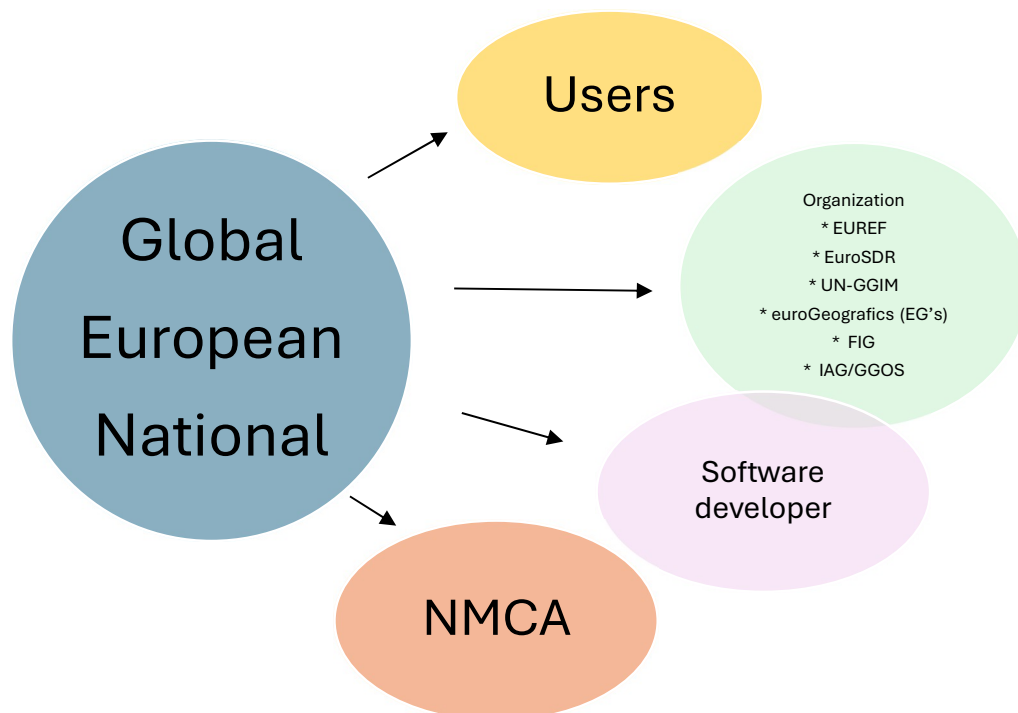 Users
Global
European
National
Organization
* EUREF
* EuroSDR
* UN-GGIM
* euroGeografics (EG's)
* FIG
* IAG/GGOS
Software
developer
NMCA